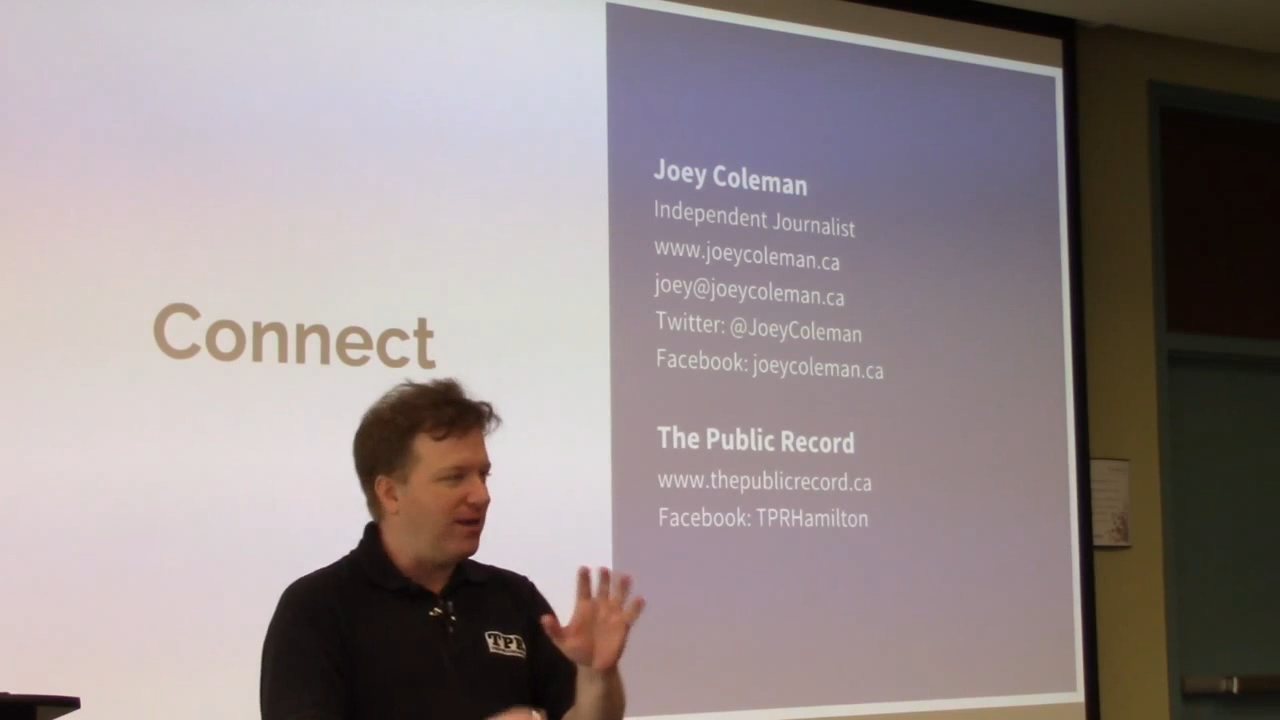 Connect
Joey Coleman
Independent Journalist
www.joeycoleman.ca
joey@joeycoleman.ca
Twitter: @JoeyColeman
Facebook: joeycoleman.ca
The Public Record
www.thepublicrecord.ca
Facebook: TPRHamilton
TPR